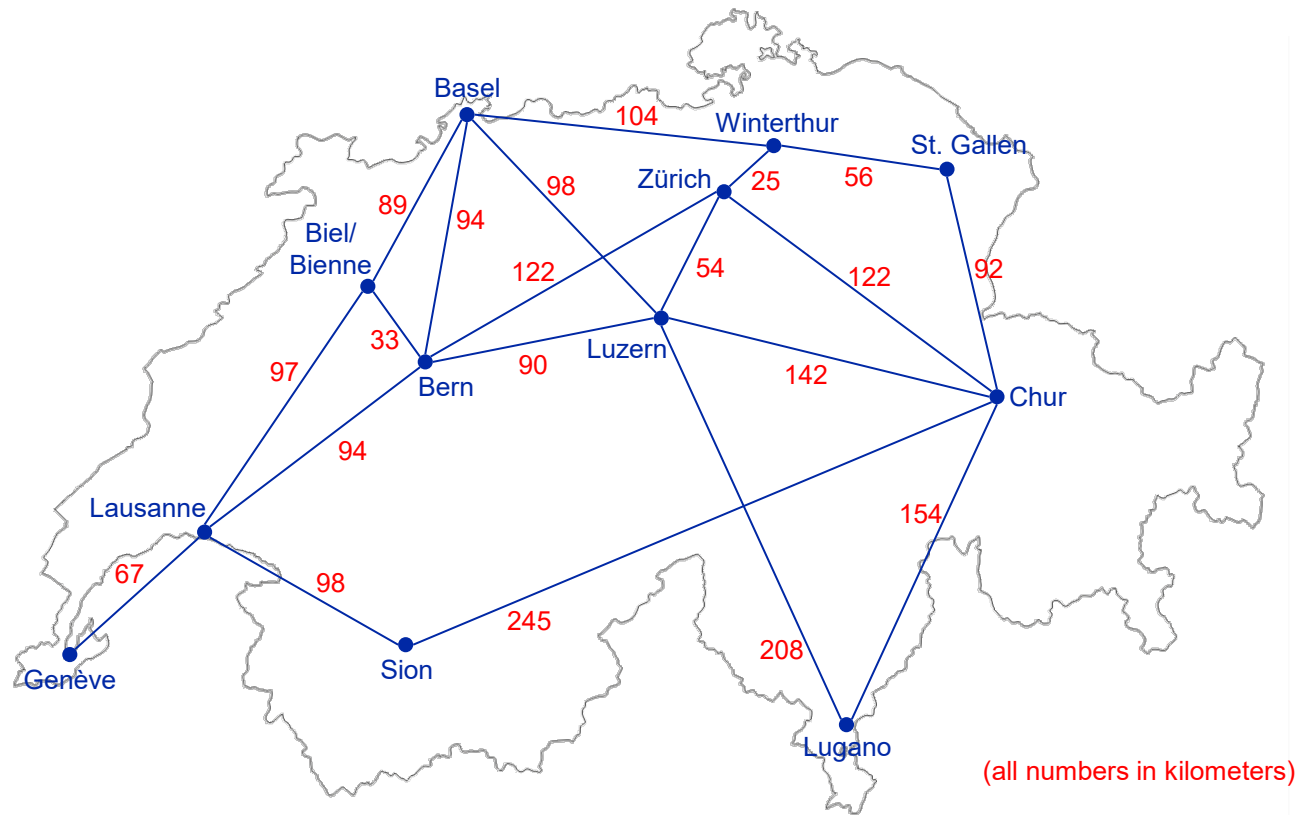 Basel
104
Winterthur
St. Gallen
Zürich
25
56
98
89
94
Biel/
Bienne
122
54
122
92
33
Luzern
90
97
Bern
142
Chur
94
Lausanne
154
67
98
245
208
Genève
Sion
Lugano
(all numbers in kilometers)